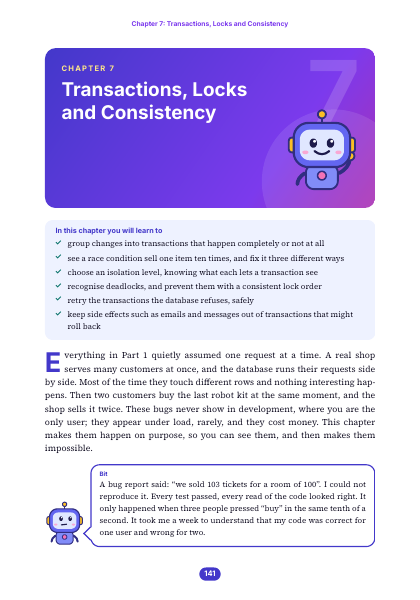 Chapter 7: Transactions, Locks and Consistency
7
CHAPTER 7
Transactions, Locks
and Consistency
In this chapter you will learn to
✓ group changes into transactions that happen completely or not at all
✓ see a race condition sell one item ten times, and fix it three different ways
✓ choose an isolation level, knowing what each lets a transaction see
✓ recognise deadlocks, and prevent them with a consistent lock order
✓ retry the transactions the database refuses, safely
✓ keep side effects such as emails and messages out of transactions that might
roll back
Everything in Part 1 quietly assumed one request at a time. A real shop
serves many customers at once, and the database runs their requests side
by side. Most of the time they touch different rows and nothing interesting hap-
pens. Then two customers buy the last robot kit at the same moment, and the
shop sells it twice. These bugs never show in development, where you are the
only user; they appear under load, rarely, and they cost money. This chapter
makes them happen on purpose, so you can see them, and then makes them
impossible.
Bit
A bug report said: “we sold 103 tickets for a room of 100”. I could not
reproduce it. Every test passed, every read of the code looked right. It
only happened when three people pressed “buy” in the same tenth of a
second. It took me a week to understand that my code was correct for
one user and wrong for two.
141